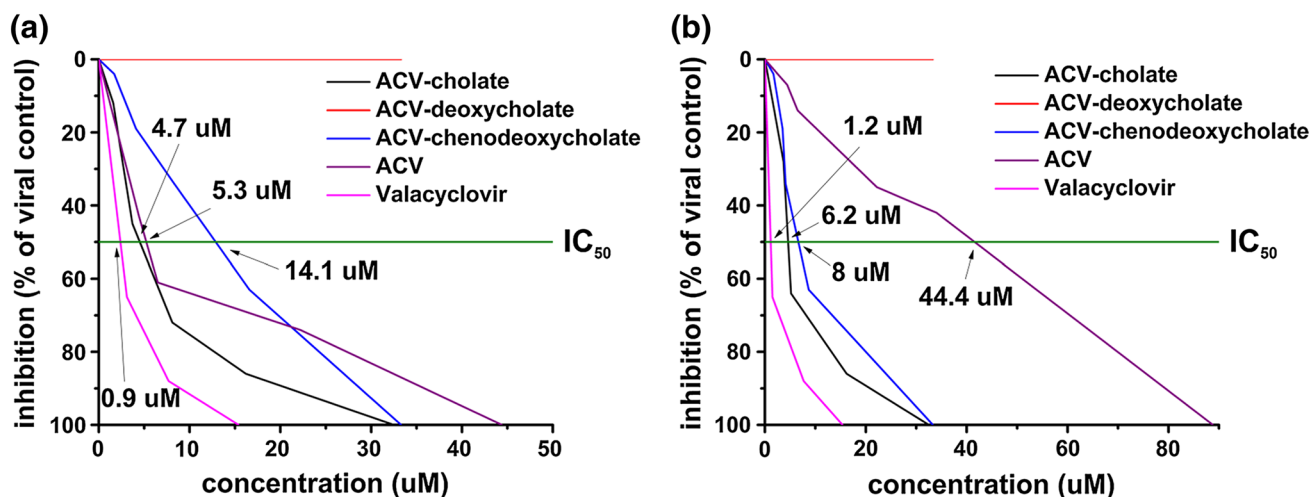 (a)
inhibition (% of viral control)
0
20
40
60
80
100
ACV-cholate
ACV-deoxycholate
ACV-chenodeoxycholate
ACV
Valacyclovir
4.7 uM
5.3 uM
14.1 uM
0.9 uM
IC50
0 10 20 30 40 50
concentration (uM)
(b)
inhibition (% of viral control)
0
20
40
60
80
100
ACV-cholate
ACV-deoxycholate
ACV-chenodeoxycholate
ACV
Valacyclovir
1.2 uM
6.2 uM
8 uM
44.4 uM
IC50
0 20 40 60 80
concentration (uM)